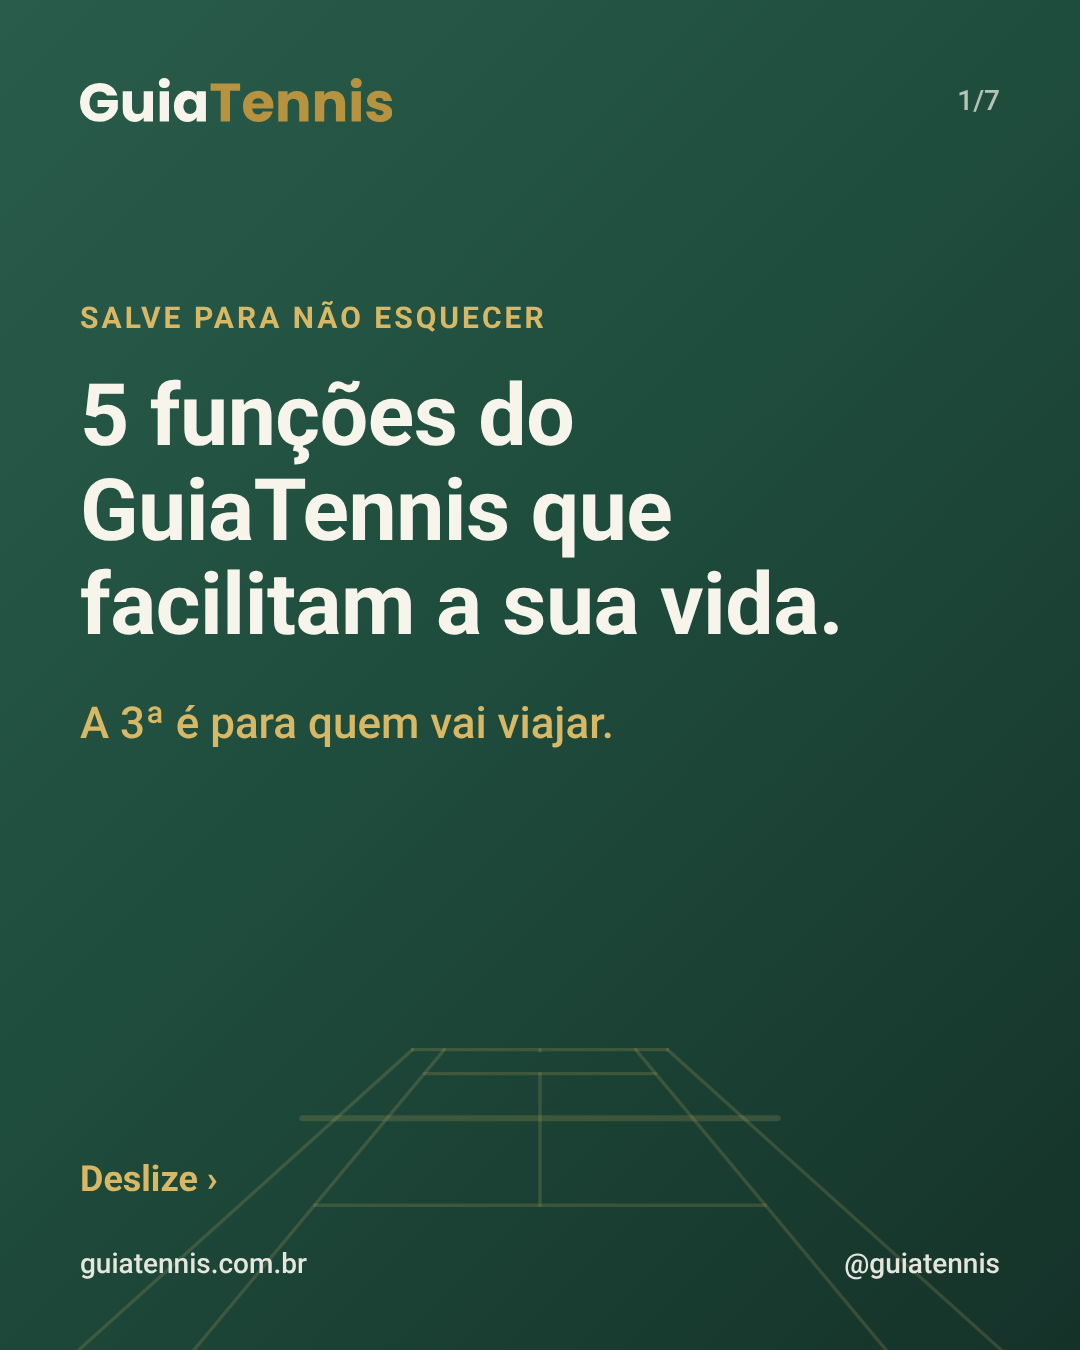 GuiaTennis
1/7
SALVE PARA NÃO ESQUECER
5 funções do
GuiaTennis que
facilitam a sua vida.
A 3ª é para quem vai viajar.
Deslize ›
guiatennis.com.br
@guiatennis